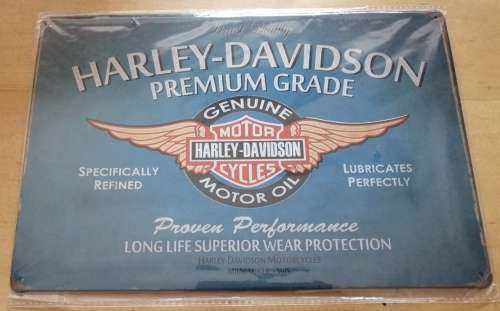 HARLEY-DAVIDSON
PREMIUM GRADE
GENUINE
MOTOR
HARLEY-DAVIDSON
CYCLES
MOTOR OIL
SPECIFICALLY
REFINED
LUBRICATES
PERFECTLY
Proven Performance
LONG LIFE SUPERIOR WEAR PROTECTION
HARLEY-DAVIDSON MOTORCYCLES